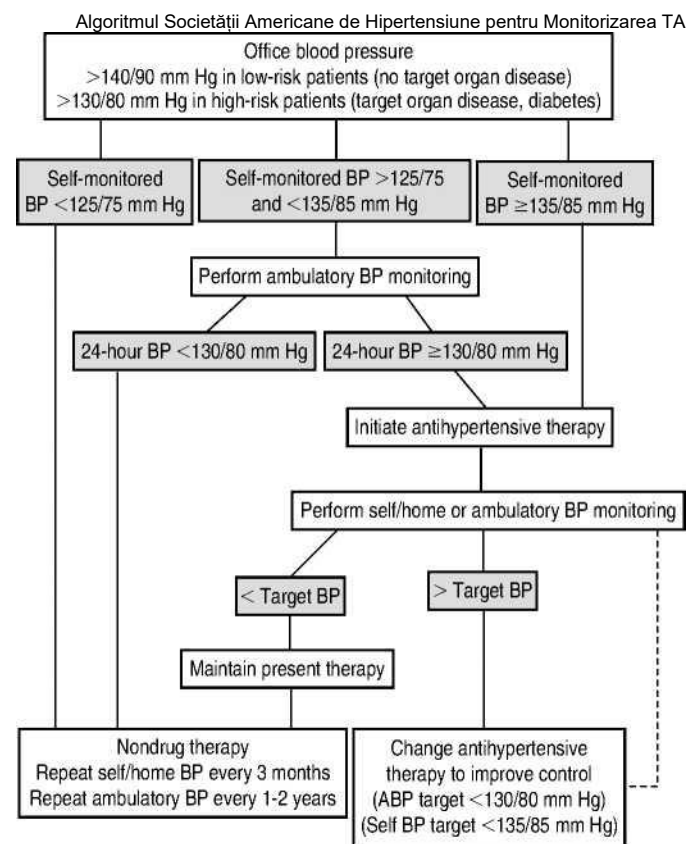 Algoritmul Societății Americane de Hipertensiune pentru Monitorizarea TA
Office blood pressure
>140/90 mm Hg in low-risk patients (no target organ disease)
>130/80 mm Hg in high-risk patients (target organ disease, diabetes)
Self-monitored
BP <125/75 mm Hg
Self-monitored BP >125/75
and <135/85 mm Hg
Self-monitored
BP ≥135/85 mm Hg
Perform ambulatory BP monitoring
24-hour BP <130/80 mm Hg
24-hour BP ≥130/80 mm Hg
Initiate antihypertensive therapy
Perform self/home or ambulatory BP monitoring
< Target BP
> Target BP
Maintain present therapy
Nondrug therapy
Repeat self/home BP every 3 months
Repeat ambulatory BP every 1-2 years
Change antihypertensive
therapy to improve control
(ABP target <130/80 mm Hg)
(Self BP target <135/85 mm Hg)